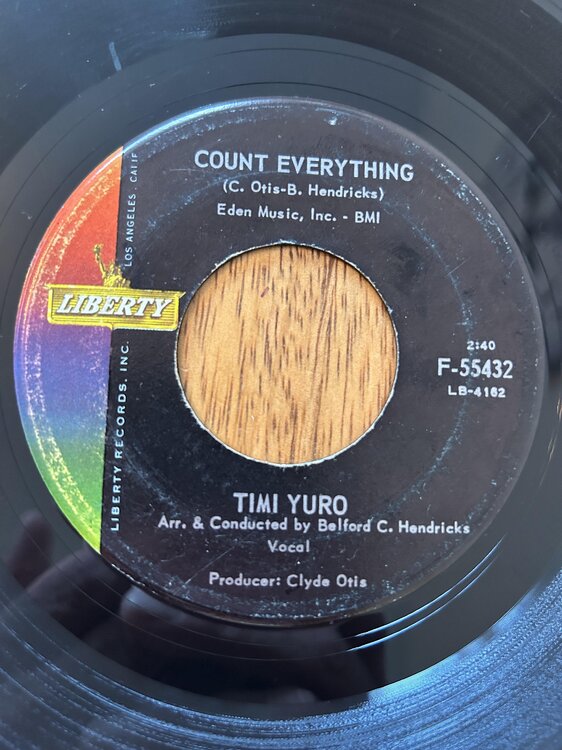 COUNT EVERYTHING
(C. Otis-B. Hendricks)
Eden Music, Inc. - BMI
LIBERTY
LIBERTY RECORDS, INC. LOS ANGELES, CALIF
2:40
F-55432
LB-4162
TIMI YURO
Arr. & Conducted by Belford C. Hendricks
Vocal
Producer: Clyde Otis